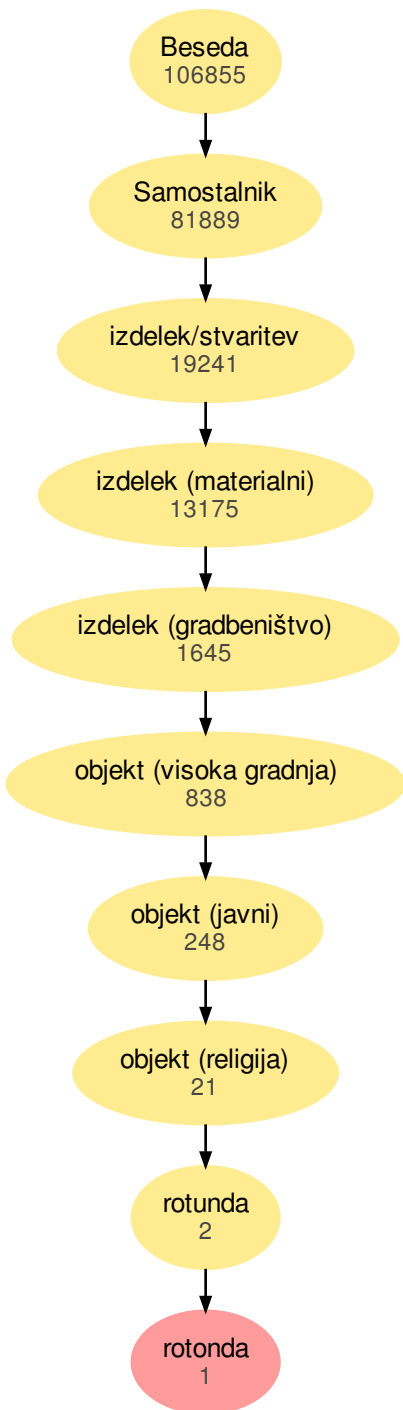 Beseda
106855
Samostalnik
81889
izdelek/stvaritev
19241
izdelek (materialni)
13175
izdelek (gradbeništvo)
1645
objekt (visoka gradnja)
838
objekt (javni)
248
objekt (religija)
21
rotunda
2
rotonda
1